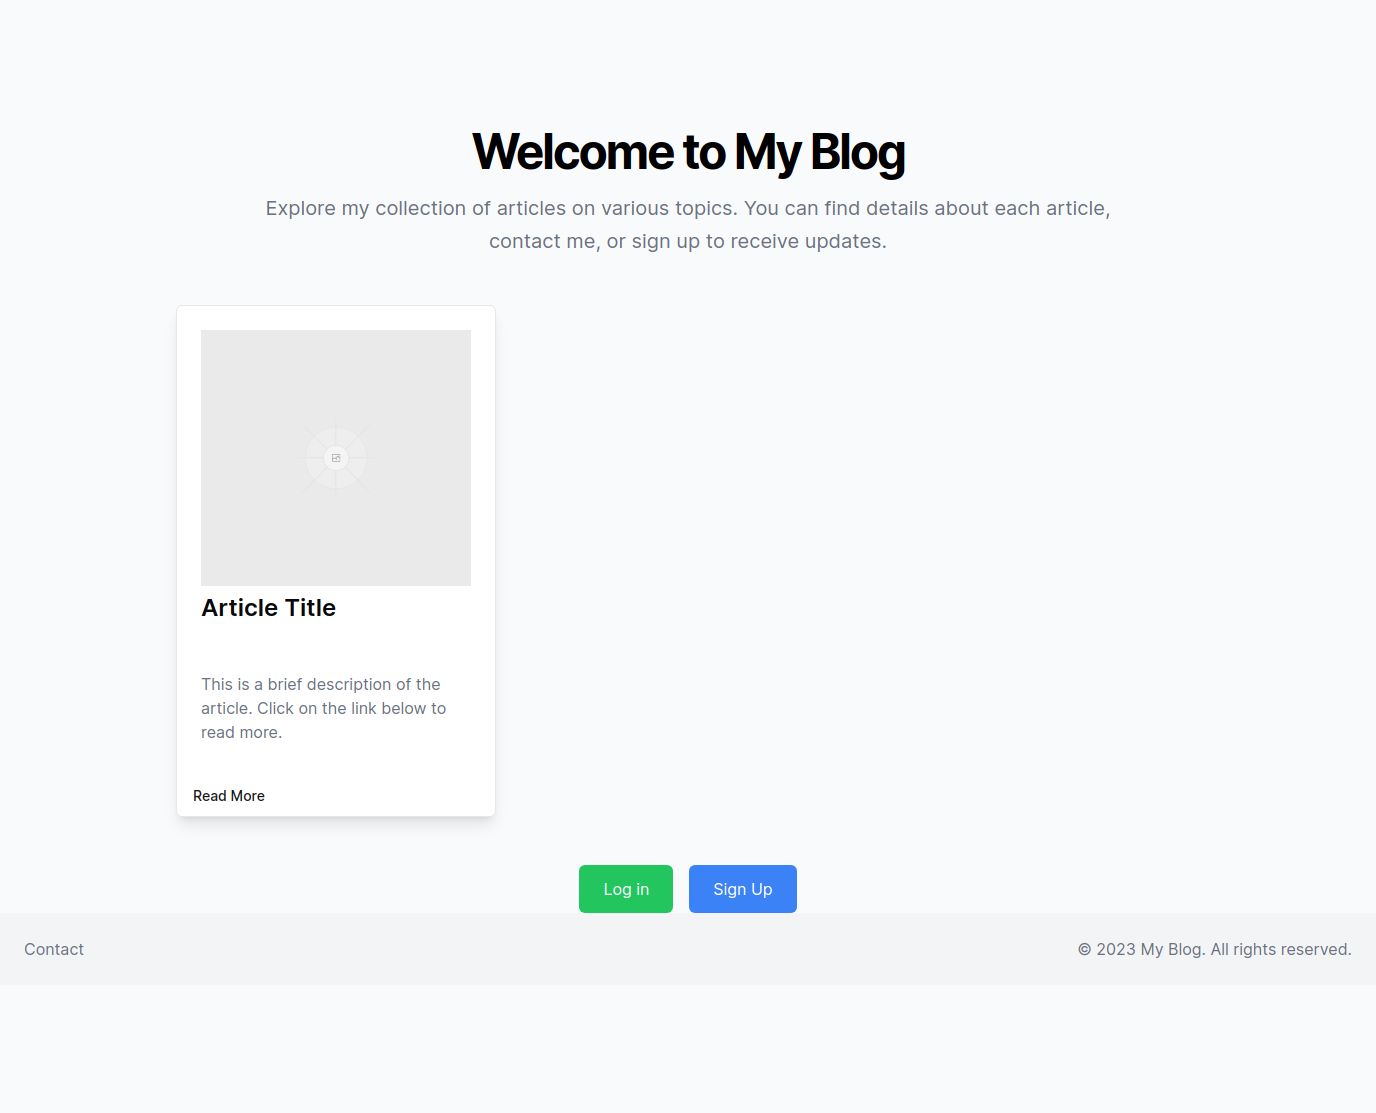 Welcome to My Blog
Explore my collection of articles on various topics. You can find details about each article,
contact me, or sign up to receive updates.
Article Title
This is a brief description of the
article. Click on the link below to
read more.
Read More
Log in
Sign Up
Contact
© 2023 My Blog. All rights reserved.